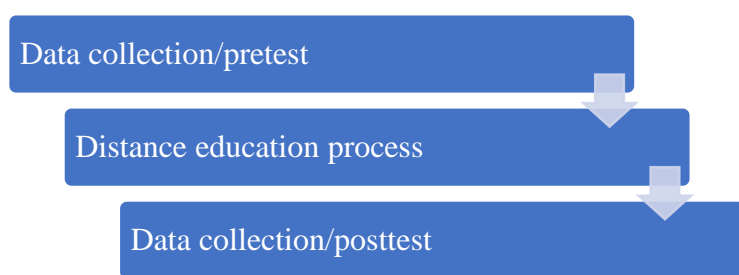 Data collection/pretest
Distance education process
Data collection/posttest